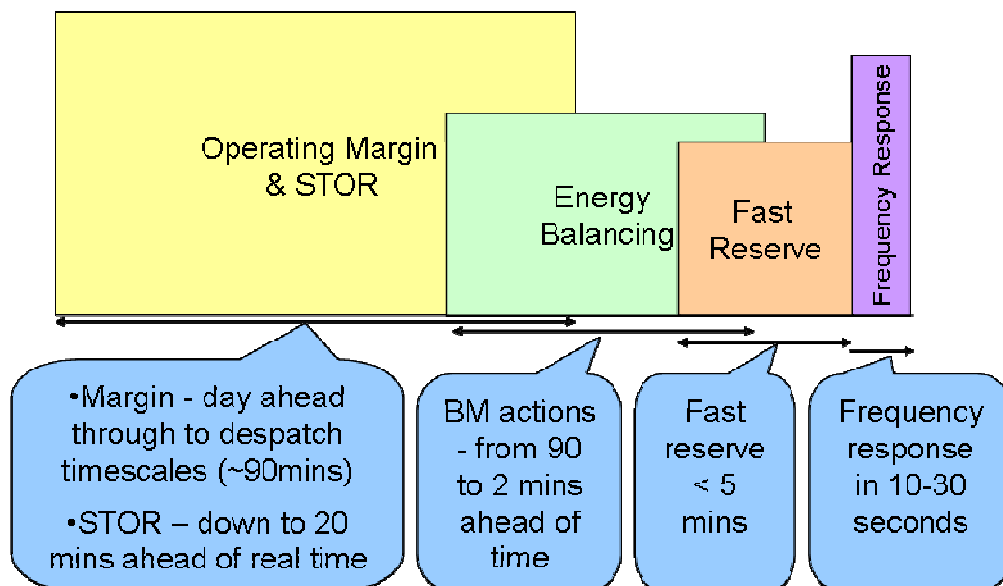 Operating Margin
& STOR
Energy
Balancing
Fast
Reserve
Frequency Response
•Margin - day ahead
through to despatch
timescales (~90mins)
•STOR – down to 20
mins ahead of real time
BM actions
- from 90
to 2 mins
ahead of
time
Fast
reserve
< 5
mins
Frequency
response
in 10-30
seconds